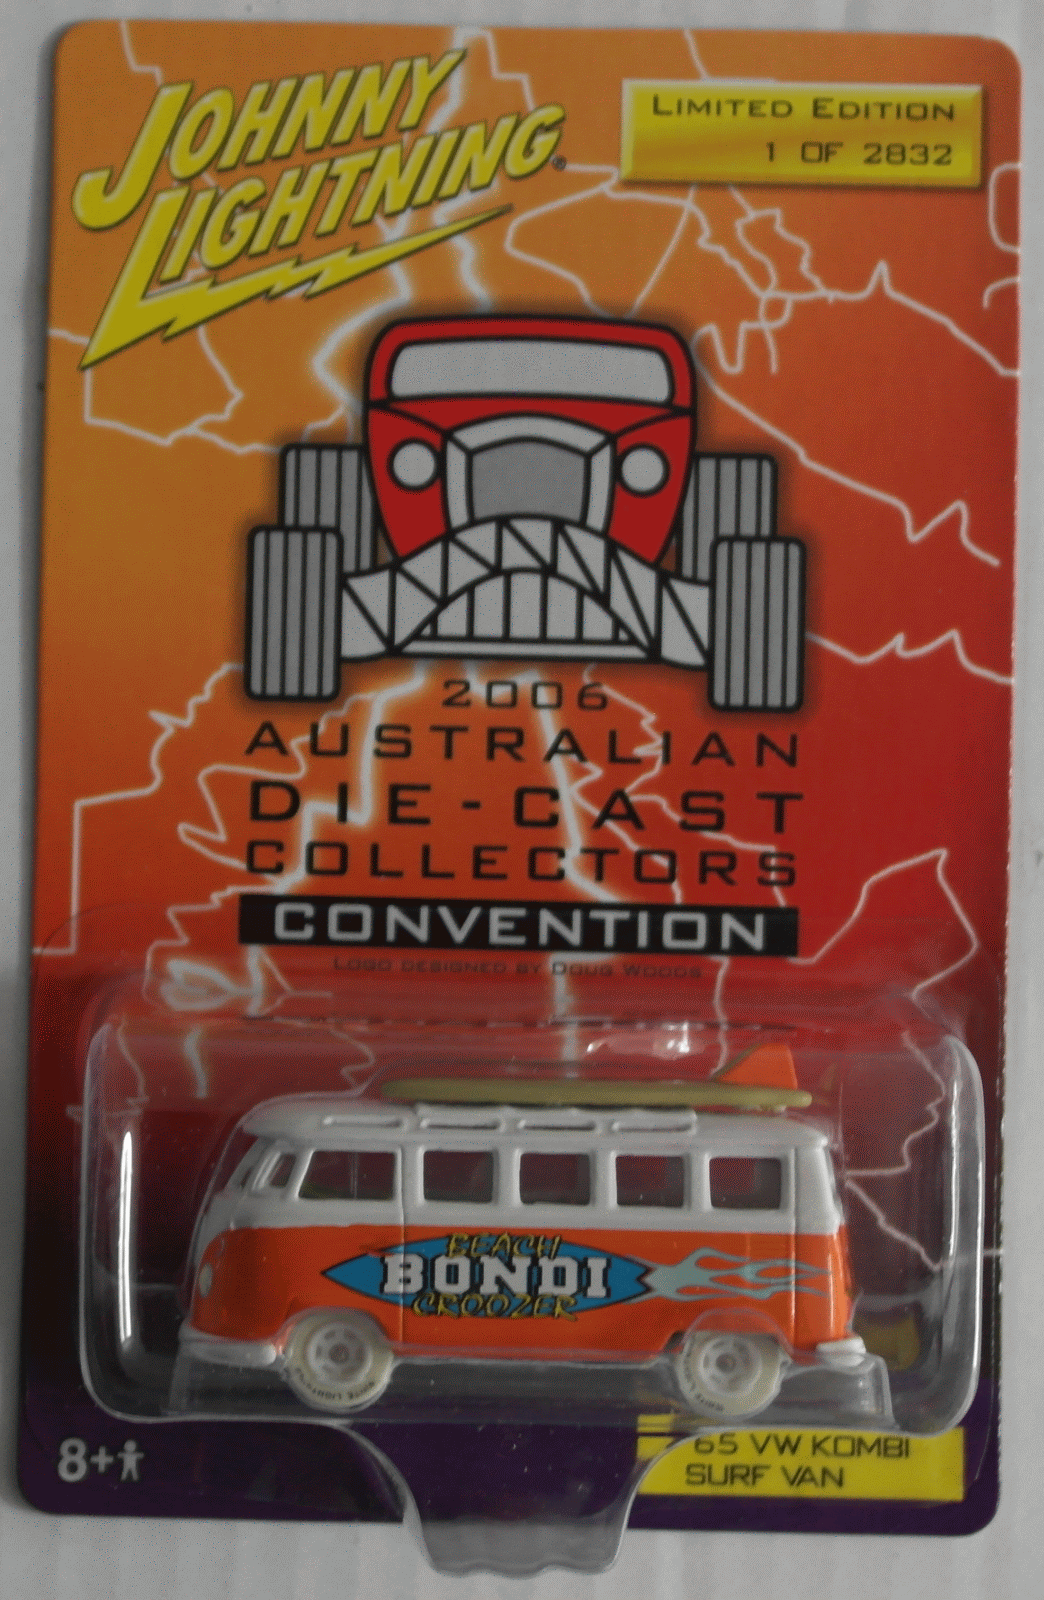 JOHNNY
LIGHTNING®
LIMITED EDITION
1 OF 2832
2006
AUSTRALIAN
DIE-CAST
COLLECTORS
CONVENTION
LOGO DESIGNED BY DOUG WOODS
BEACH
BONDI
CROOZER
8+
65 VW KOMBI
SURF VAN